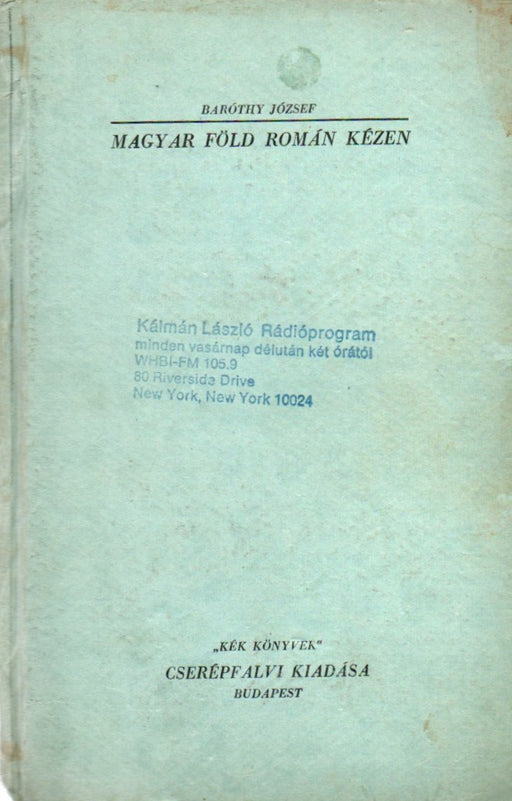 BARÓTHY JÓZSEF
MAGYAR FÖLD ROMÁN KÉZEN
Kálmán László Rádióprogram
minden vasárnap délután két órától
WHBI-FM 105.9
80 Riverside Drive
New York, New York 10024
„KÉK KÖNYVEK“
CSERÉPFALVI KIADÁSA
BUDAPEST